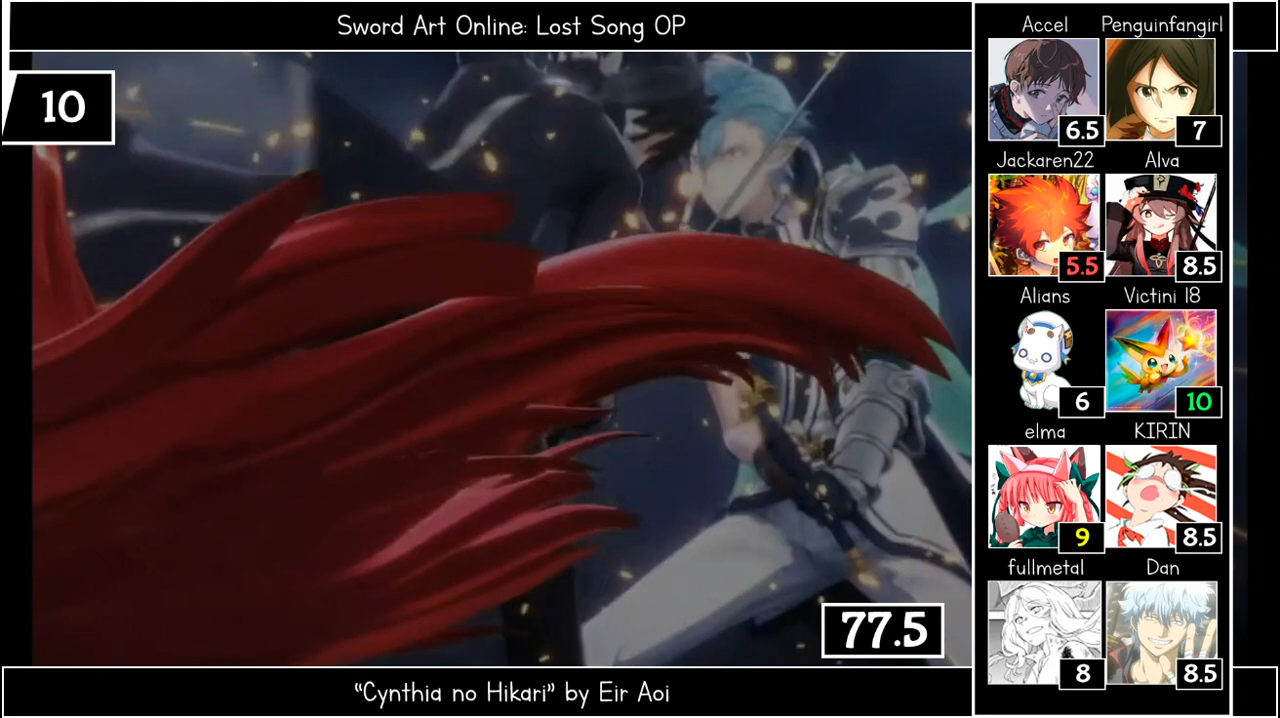 Sword Art Online: Lost Song OP
10
Accel Penguinfangirl
6.5 7
Jackaren22 Alva
5.5 8.5
Alians Victini 18
6 10
elma KIRIN
9 8.5
fullmetal Dan
8 8.5
77.5
"Cynthia no Hikari" by Eir Aoi